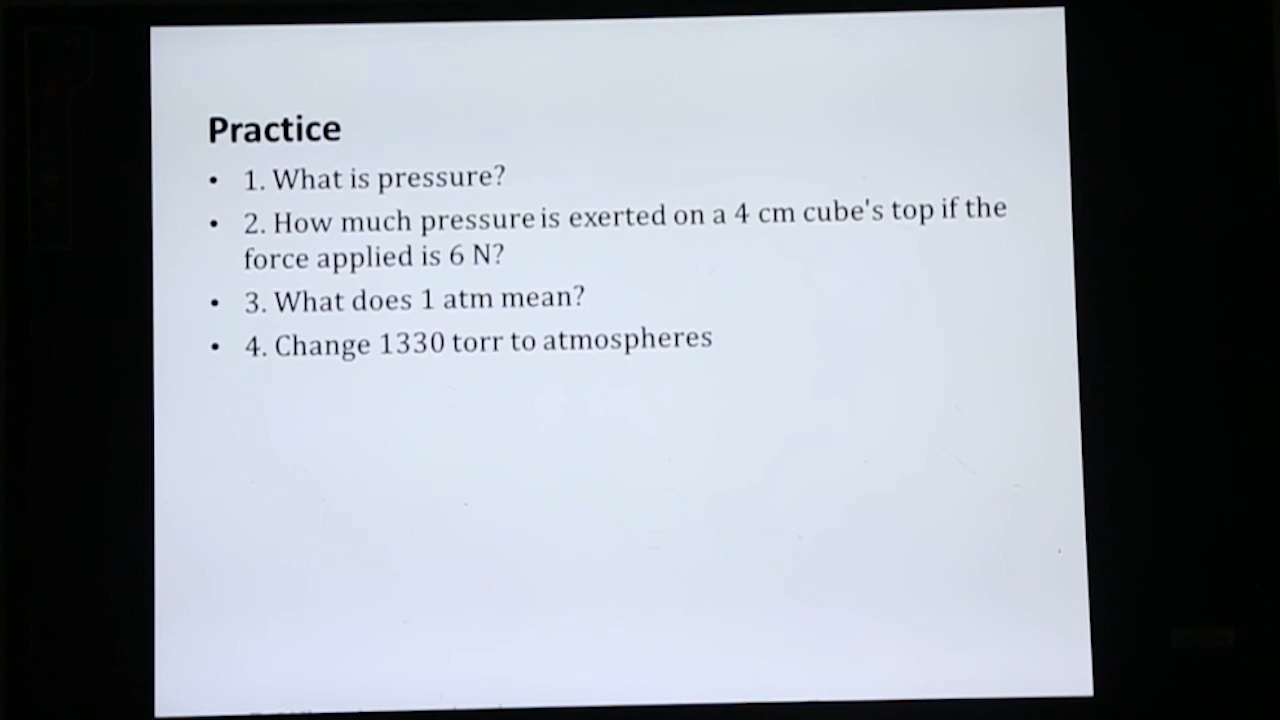 Practice
• 1. What is pressure?
• 2. How much pressure is exerted on a 4 cm cube's top if the
force applied is 6 N?
• 3. What does 1 atm mean?
• 4. Change 1330 torr to atmospheres